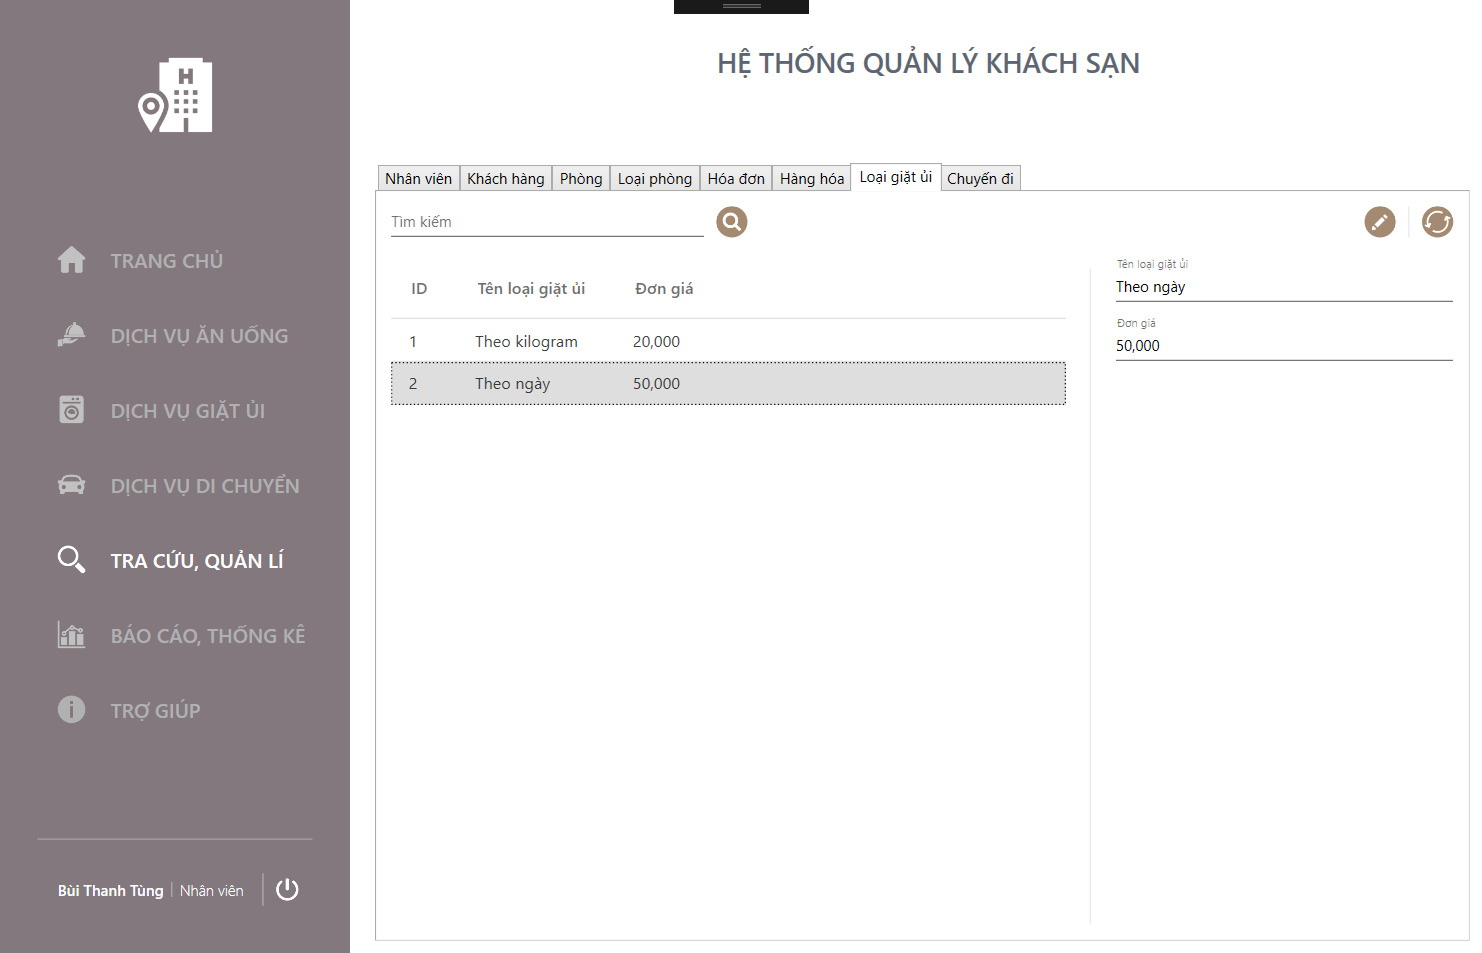 H
HỆ THỐNG QUẢN LÝ KHÁCH SẠN
TRANG CHỦ
DỊCH VỤ ĂN UỐNG
DỊCH VỤ GIẶT ỦI
DỊCH VỤ DI CHUYỂN
TRA CỨU, QUẢN LÍ
BÁO CÁO, THỐNG KÊ
TRỢ GIÚP
Bùi Thanh Tùng | Nhân viên
Nhân viên Khách hàng Phòng Loại phòng Hóa đơn Hàng hóa Loại giặt ủi Chuyến đi
Tìm kiếm
ID Tên loại giặt ủi Đơn giá
1 Theo kilogram 20,000
2 Theo ngày 50,000
Tên loại giặt ủi
Theo ngày
Đơn giá
50,000